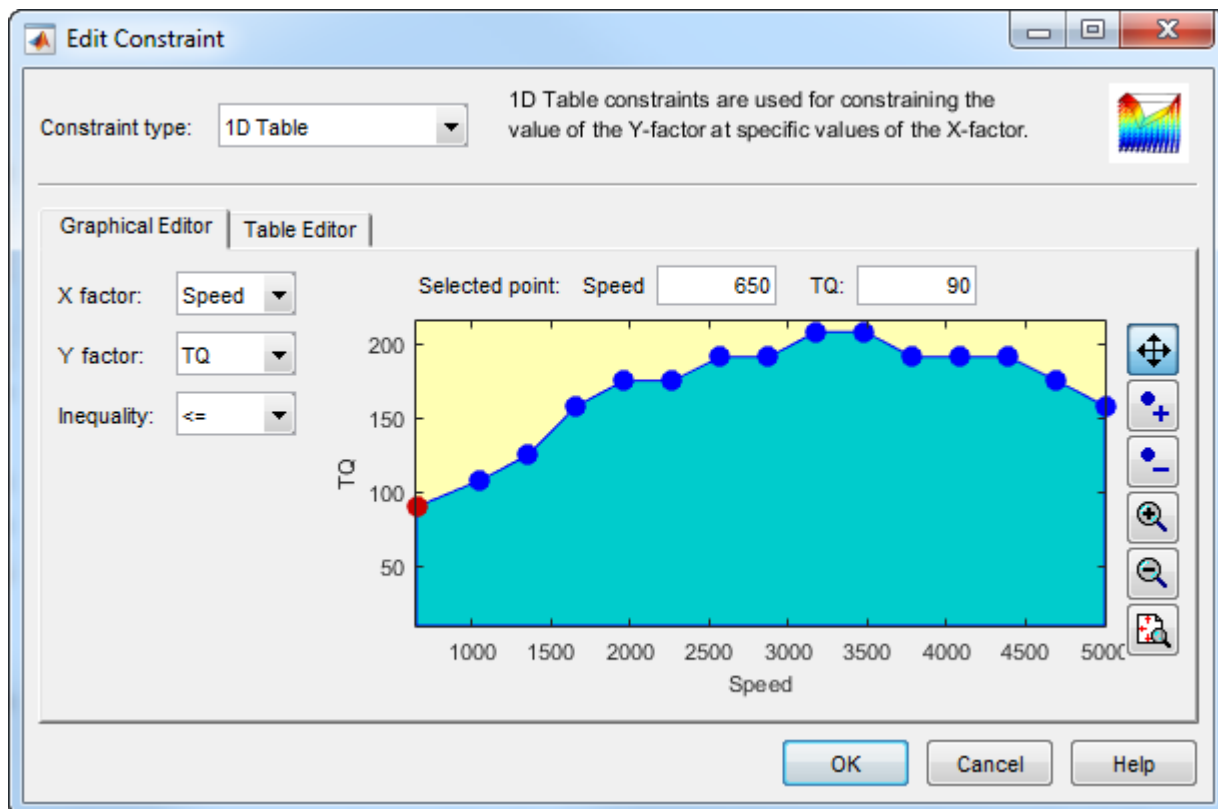 Edit Constraint
Constraint type:
1D Table
1D Table constraints are used for constraining the
value of the Y-factor at specific values of the X-factor.
Graphical Editor
Table Editor
X factor:
Speed
Y factor:
TQ
Inequality:
<=
Selected point:
Speed
650
TQ:
90
200
150
100
50
TQ
1000
1500
2000
2500
3000
3500
4000
4500
5000
Speed
OK
Cancel
Help